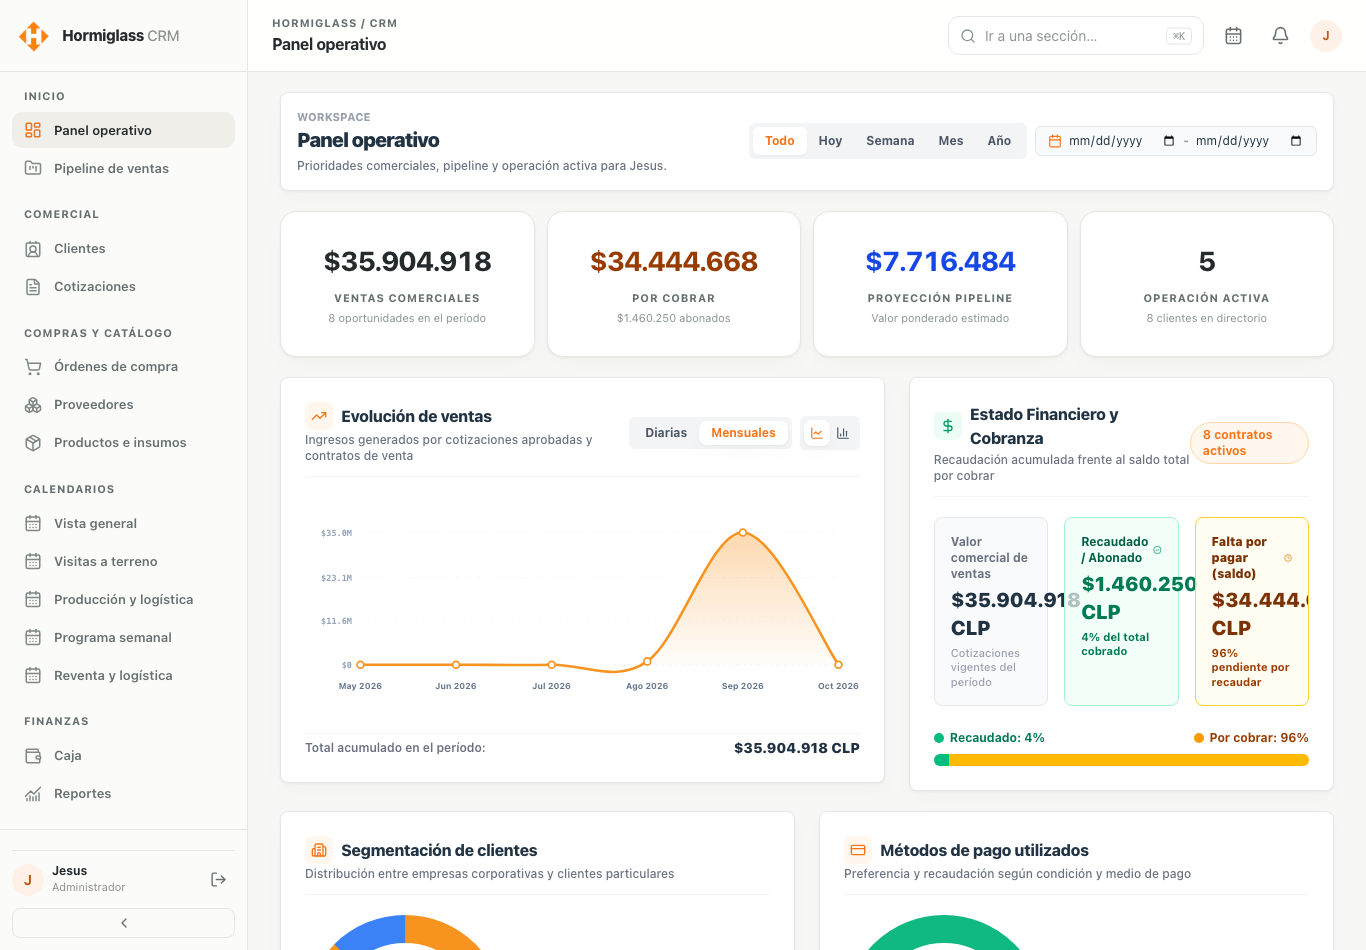 Hormiglass CRM
INICIO
Panel operativo
Pipeline de ventas
COMERCIAL
Clientes
Cotizaciones
COMPRAS Y CATÁLOGO
Órdenes de compra
Proveedores
Productos e insumos
CALENDARIOS
Vista general
Visitas a terreno
Producción y logística
Programa semanal
Reventa y logística
FINANZAS
Caja
Reportes
J
Jesus
Administrador
HORMIGLASS / CRM
Panel operativo
Ir a una sección...
⌘K
J
WORKSPACE
Panel operativo
Prioridades comerciales, pipeline y operación activa para Jesus.
Todo Hoy Semana Mes Año
mm/dd/yyyy - mm/dd/yyyy
$35.904.918
VENTAS COMERCIALES
8 oportunidades en el período
$34.444.668
POR COBRAR
$1.460.250 abonados
$7.716.484
PROYECCIÓN PIPELINE
Valor ponderado estimado
5
OPERACIÓN ACTIVA
8 clientes en directorio
Evolución de ventas
Ingresos generados por cotizaciones aprobadas y
contratos de venta
Diarias Mensuales
$35.0M
$23.1M
$11.6M
$0
May 2026 Jun 2026 Jul 2026 Ago 2026 Sep 2026 Oct 2026
Total acumulado en el período:
$35.904.918 CLP
Estado Financiero y
Cobranza
Recaudación acumulada frente al saldo total
por cobrar
8 contratos
activos
Valor
comercial de
ventas
$35.904.918
CLP
Cotizaciones
vigentes del
período
Recaudado
/ Abonado
$1.460.250
CLP
4% del total
cobrado
Falta por
pagar
(saldo)
$34.444.
CLP
96%
pendiente por
recaudar
Recaudado: 4%
Por cobrar: 96%
Segmentación de clientes
Distribución entre empresas corporativas y clientes particulares
Métodos de pago utilizados
Preferencia y recaudación según condición y medio de pago